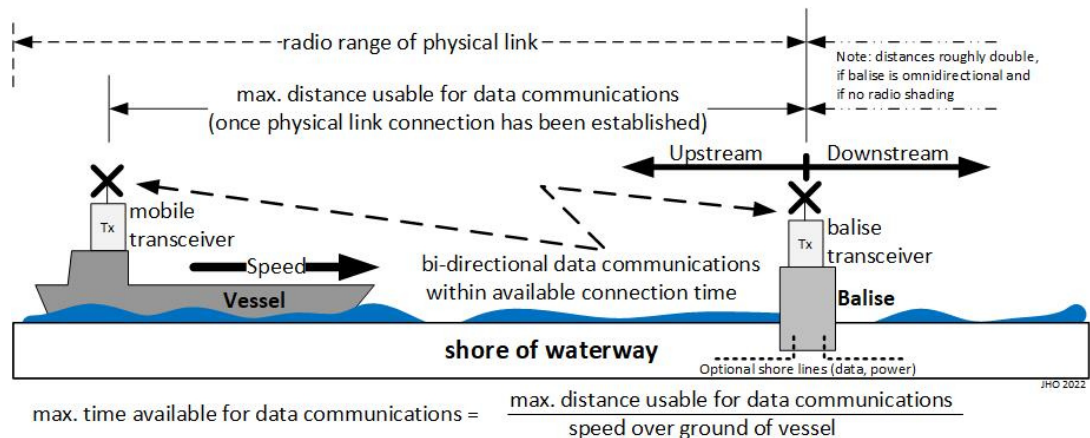 radio range of physical link
Note: distances roughly double,
if balise is omnidirectional and
if no radio shading
max. distance usable for data communications
(once physical link connection has been established)
Upstream
Downstream
Tx
mobile
transceiver
Tx
balise
transceiver
Speed
bi-directional data communications
within available connection time
Vessel
Balise
shore of waterway
Optional shore lines (data, power)
JHO 2022
max. time available for data communications =
max. distance usable for data communications
speed over ground of vessel